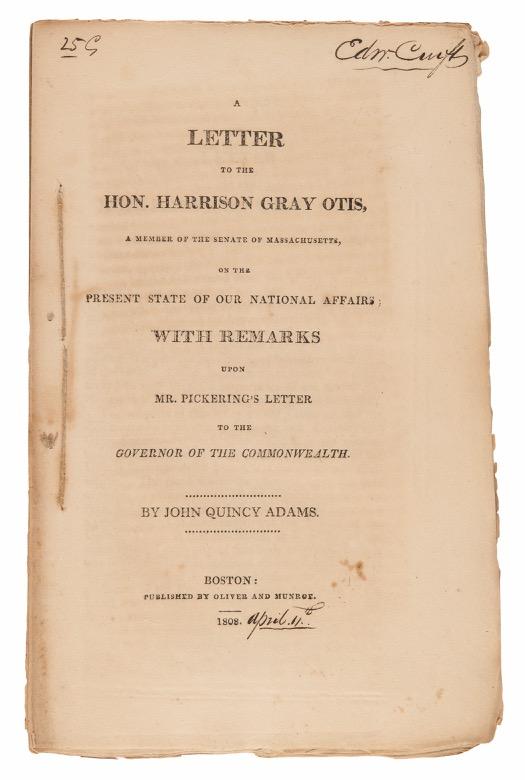 25 C
Edw. Cruft
A
LETTER
TO THE
HON. HARRISON GRAY OTIS,
A MEMBER OF THE SENATE OF MASSACHUSETTS,
ON THE
PRESENT STATE OF OUR NATIONAL AFFAIRS;
WITH REMARKS
UPON
MR. PICKERING'S LETTER
TO THE
GOVERNOR OF THE COMMONWEALTH.
BY JOHN QUINCY ADAMS.
BOSTON:
PUBLISHED BY OLIVER AND MUNROE.
1808. April 11th